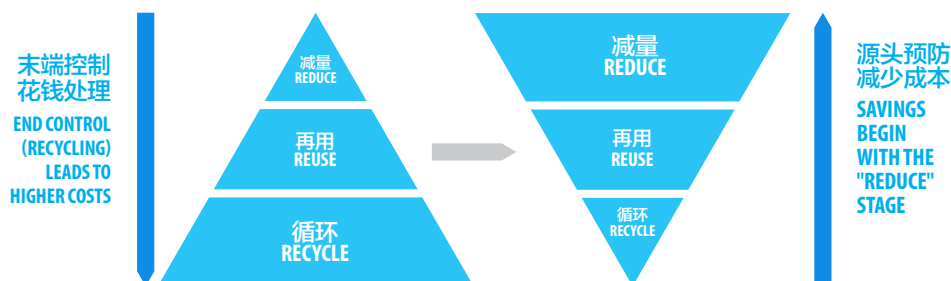 末端控制
花钱处理
END CONTROL
(RECYCLING)
LEADS TO
HIGHER COSTS
减量
REDUCE
再用
REUSE
循环
RECYCLE
减量
REDUCE
再用
REUSE
循环
RECYCLE
源头预防
减少成本
SAVINGS
BEGIN
WITH THE
"REDUCE"
STAGE